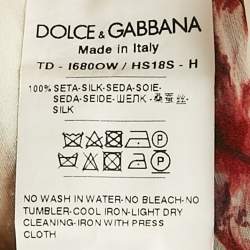 DOLCE & GABBANA
Made in Italy
TD - I680OW / HS18S - H
100% SETA-SILK-SEDA-SOIE-
SEDA-SEIDE- ШЕЛК -
SILK
NO WASH IN WATER-NO BLEACH-NO
TUMBLER-COOL IRON-LIGHT DRY
CLEANING-IRON WITH PRESS
CLOTH